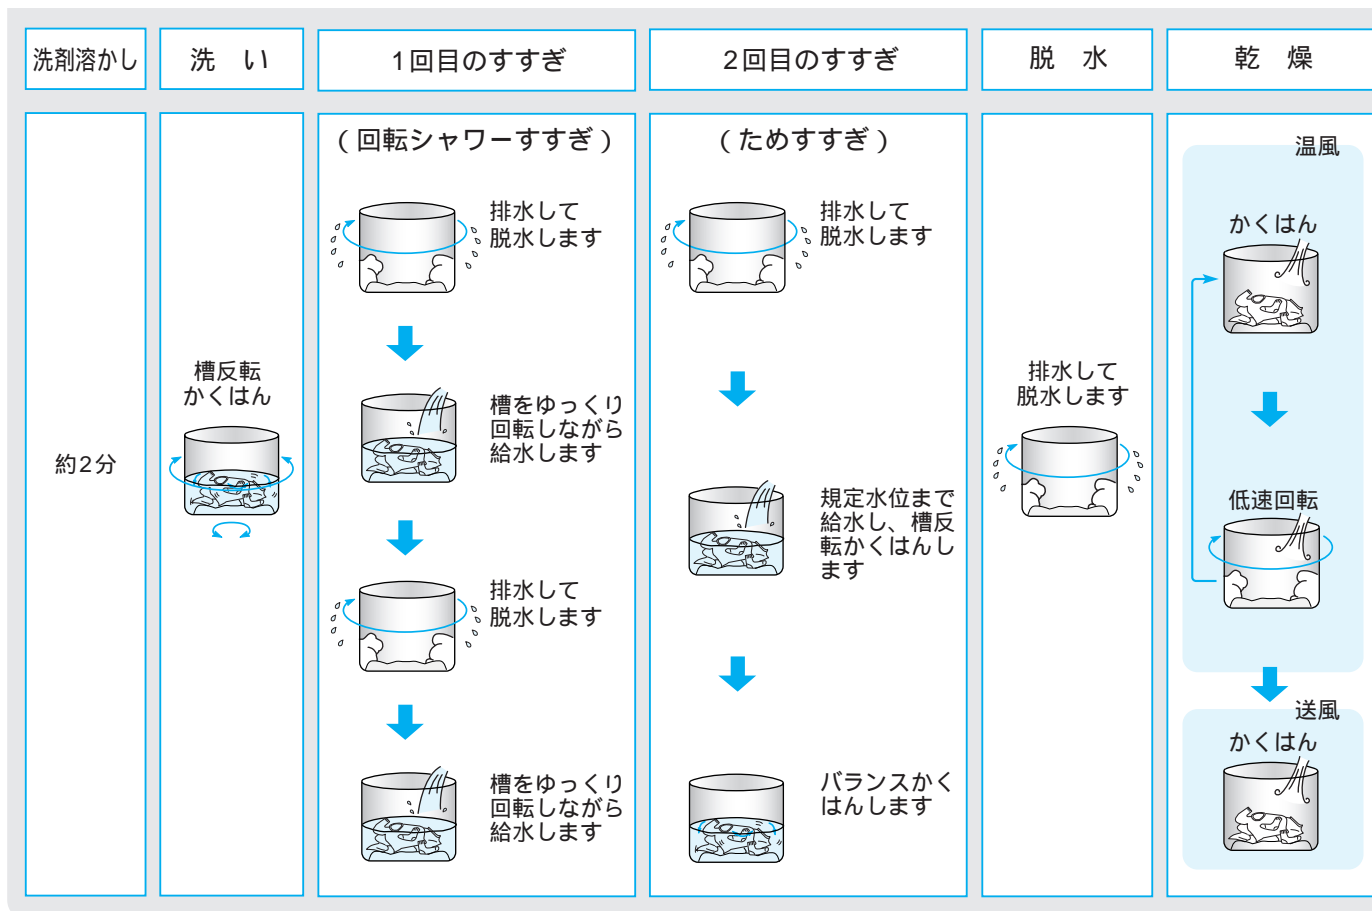 洗剤溶かし
洗 い
1回目のすすぎ
2回目のすすぎ
脱 水
乾 燥
約2分
槽反転
かくはん
(回転シャワーすすぎ)
排水して
脱水します
槽をゆっくり
回転しながら
給水します
排水して
脱水します
槽をゆっくり
回転しながら
給水します
(ためすすぎ)
排水して
脱水します
規定水位まで
給水し、槽反
転かくはんし
ます
バランスかく
はんします
排水して
脱水します
温風
かくはん
低速回転
送風
かくはん